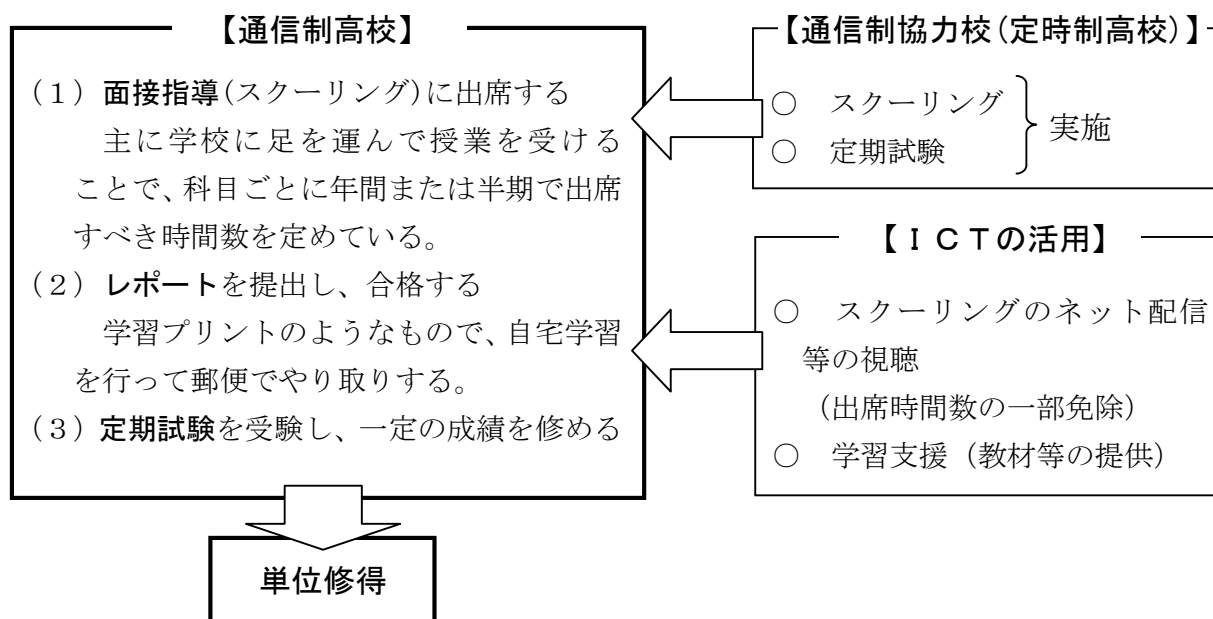 【通信制高校】
(1)面接指導(スクーリング)に出席する
主に学校に足を運んで授業を受ける
ことで、科目ごとに年間または半期で出席
すべき時間数を定めている。
(2)レポートを提出し、合格する
学習プリントのようなもので、自宅学習
を行って郵便でやり取りする。
(3)定期試験を受験し、一定の成績を修める
単位修得
【通信制協力校(定時制高校)】
○ スクーリング
○ 定期試験
実施
【ICTの活用】
○ スクーリングのネット配信
等の視聴
(出席時間数の一部免除)
○ 学習支援(教材等の提供)